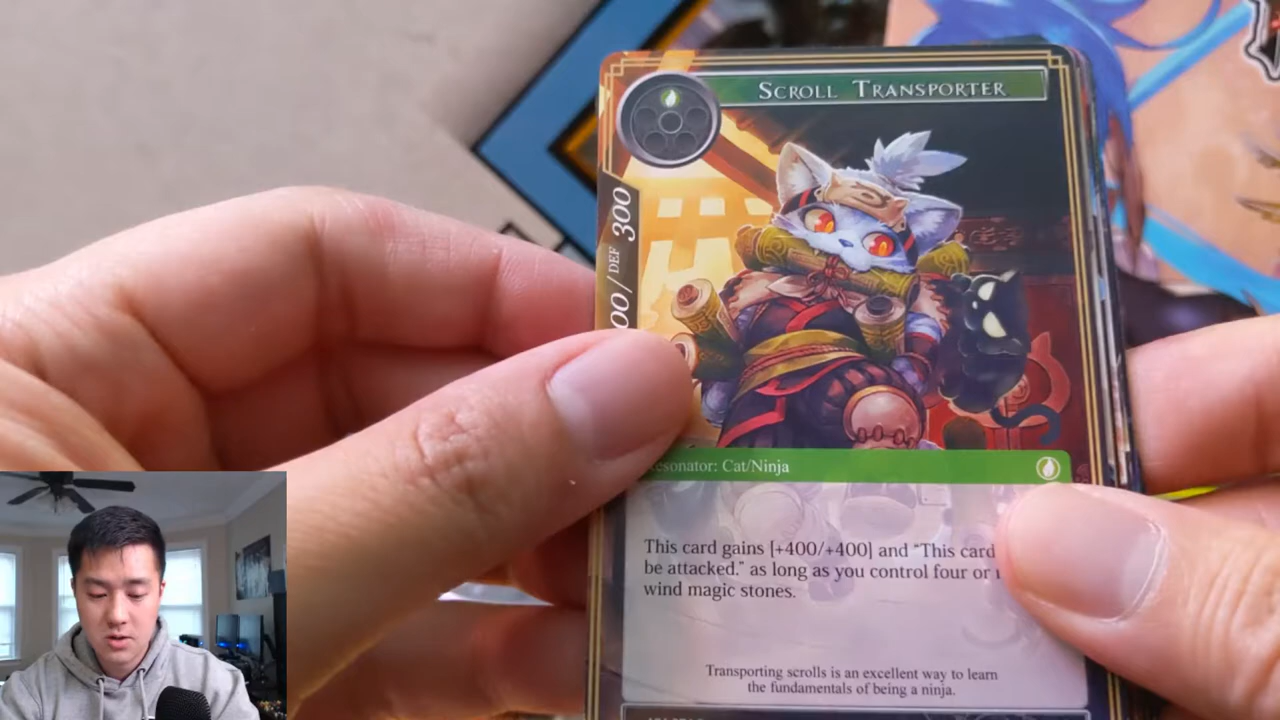 SCROLL TRANSPORTER
00 / DEF 300
Resonator: Cat/Ninja
This card gains [+400/+400] and "This card
be attacked." as long as you control four or
wind magic stones.
Transporting scrolls is an excellent way to learn
the fundamentals of being a ninja.